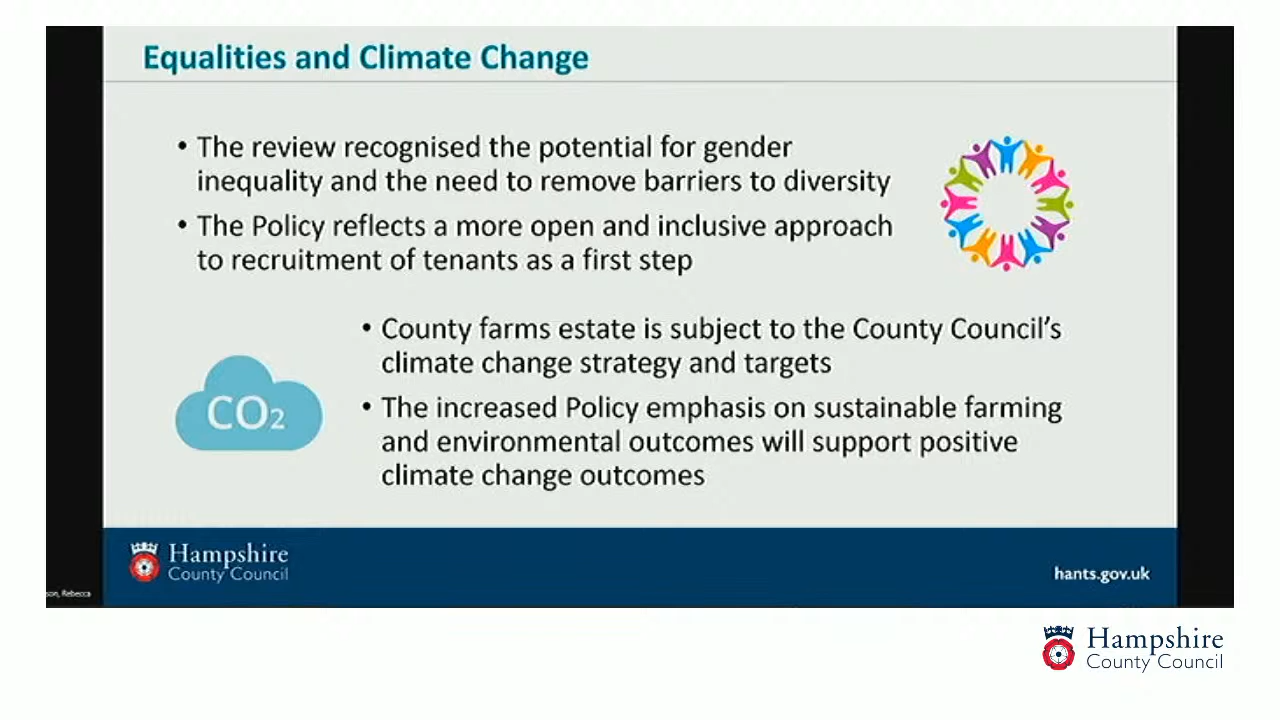 Equalities and Climate Change
• The review recognised the potential for gender
inequality and the need to remove barriers to diversity
• The Policy reflects a more open and inclusive approach
to recruitment of tenants as a first step
• County farms estate is subject to the County Council's
climate change strategy and targets
CO2
• The increased Policy emphasis on sustainable farming
and environmental outcomes will support positive
climate change outcomes
Hampshire
County Council
hants.gov.uk
Rebecca
Hampshire
County Council